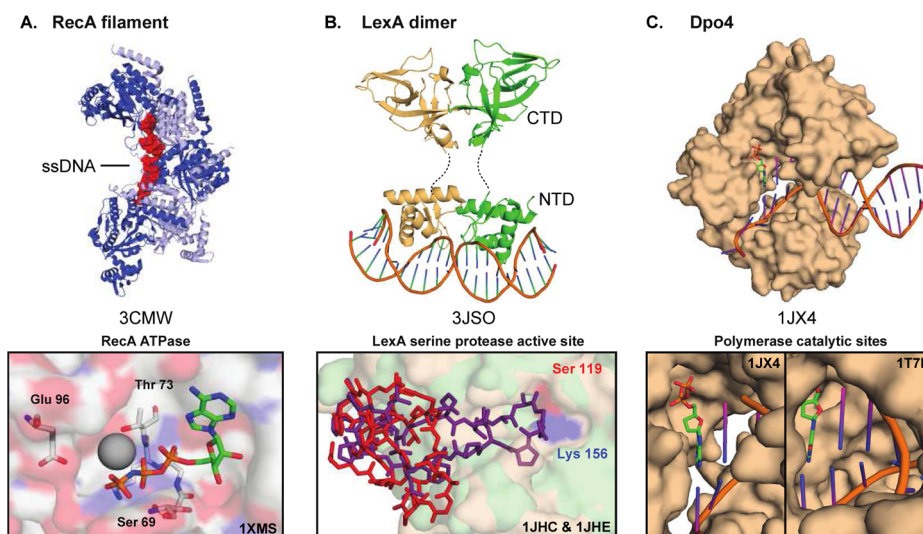 A. RecA filament
B. LexA dimer
C. Dpo4
ssDNA
CTD
NTD
3CMW
3JSO
1JX4
RecA ATPase
LexA serine protease active site
Polymerase catalytic sites
Glu 96
Thr 73
Ser 69
1XMS
Ser 119
Lys 156
1JHC & 1JHE
1JX4